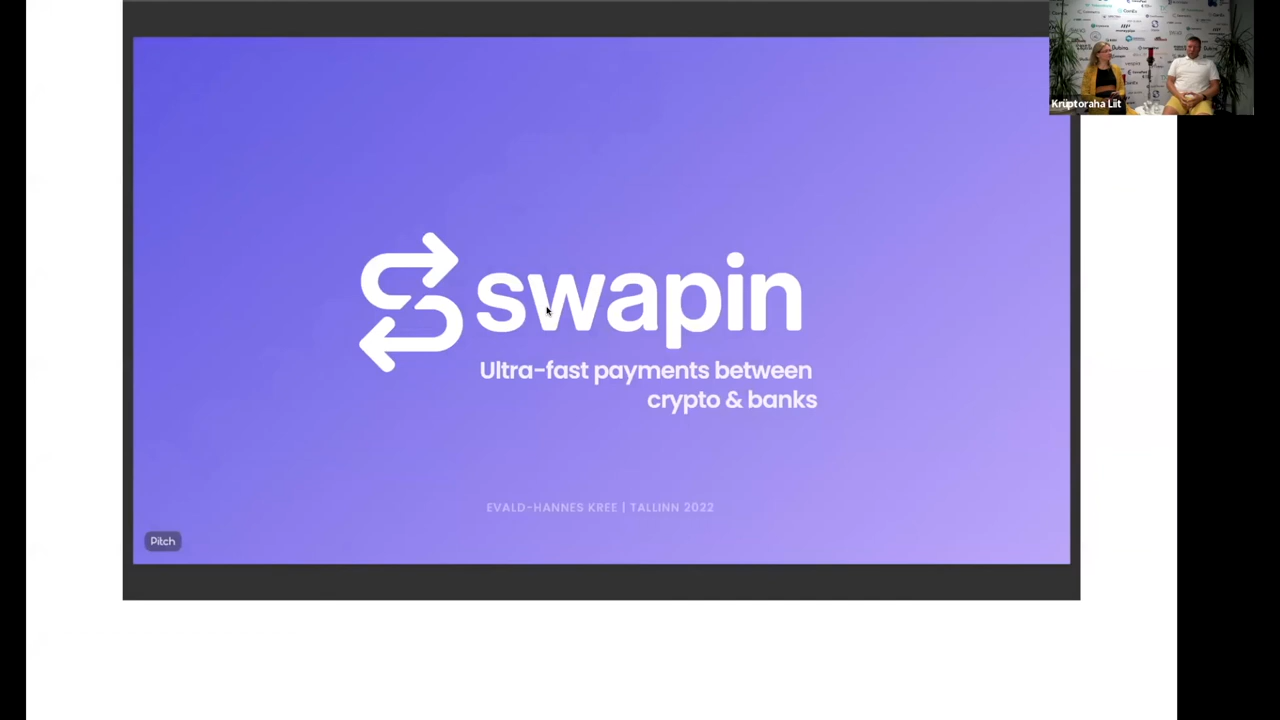 Krüptoraha Liit
swapin
Ultra-fast payments between
crypto & banks
EVALD-HANNES KREE | TALLINN 2022
Pitch